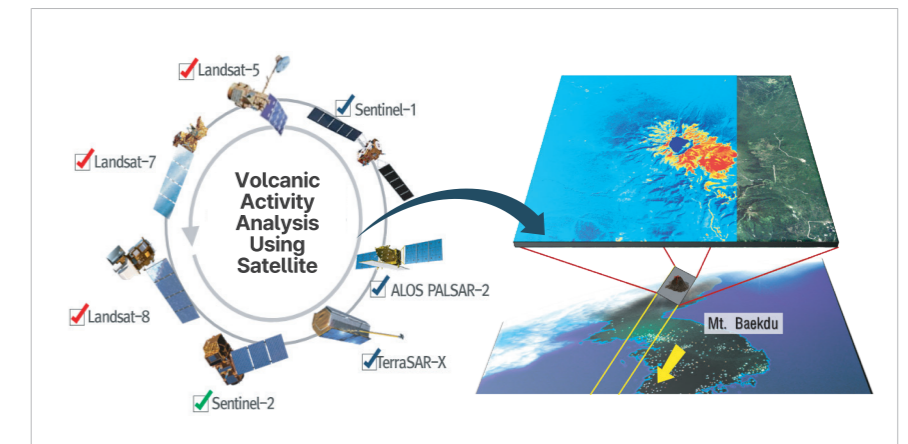 Landsat-5
Sentinel-1
Landsat-7
Volcanic
Activity
Analysis
Using
Satellite
ALOS PALSAR-2
Landsat-8
Mt. Baekdu
TerraSAR-X
Sentinel-2